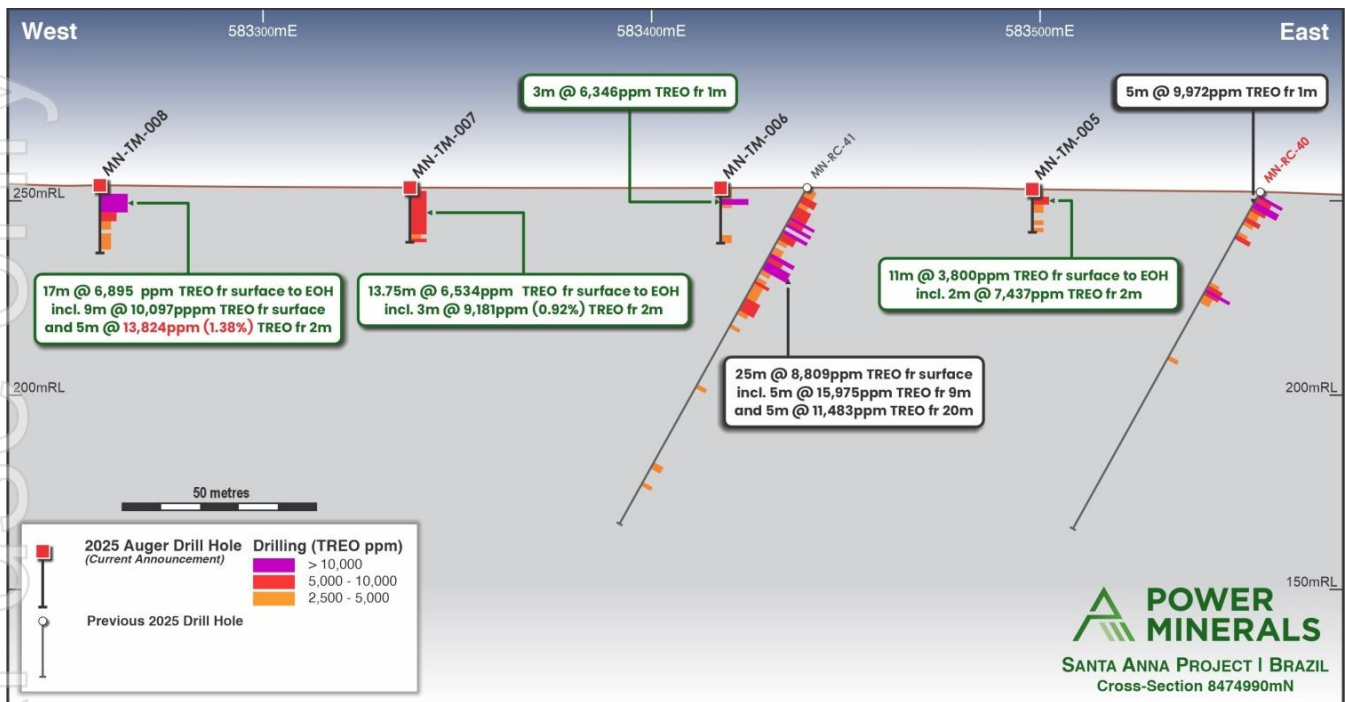 West
583300mE
583400mE
583500mE
East
3m @ 6,346ppm TREO fr 1m
5m @ 9,972ppm TREO fr 1m
MN-TM-008
MN-TM-007
MN-TM-006
MN-RC-41
MN-TM-005
MN-RC-40
250mRL
17m @ 6,895 ppm TREO fr surface to EOH
incl. 9m @ 10,097pppm TREO fr surface
and 5m @ 13,824ppm (1.38%) TREO fr 2m
13.75m @ 6,534ppm TREO fr surface to EOH
incl. 3m @ 9,181ppm (0.92%) TREO fr 2m
11m @ 3,800ppm TREO fr surface to EOH
incl. 2m @ 7,437ppm TREO fr 2m
25m @ 8,809ppm TREO fr surface
incl. 5m @ 15,975ppm TREO fr 9m
and 5m @ 11,483ppm TREO fr 20m
200mRL
200mRL
50 metres
2025 Auger Drill Hole
(Current Announcement)
Previous 2025 Drill Hole
Drilling (TREO ppm)
> 10,000
5,000 - 10,000
2,500 - 5,000
150mRL
POWER
MINERALS
SANTA ANNA PROJECT | BRAZIL
Cross-Section 8474990mN